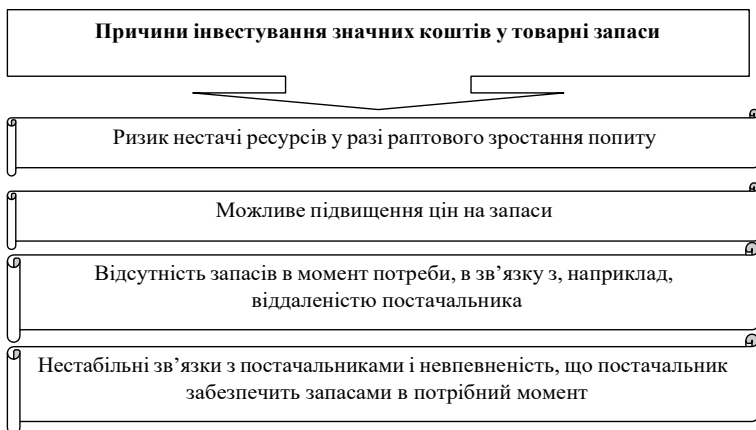 Причини інвестування значних коштів у товарні запаси
Ризик нестачі ресурсів у разі раптового зростання попиту
Можливе підвищення цін на запаси
Відсутність запасів в момент потреби, в зв’язку з, наприклад,
віддаленістю постачальника
Нестабільні зв’язки з постачальниками і невпевненість, що постачальник
забезпечить запасами в потрібний момент